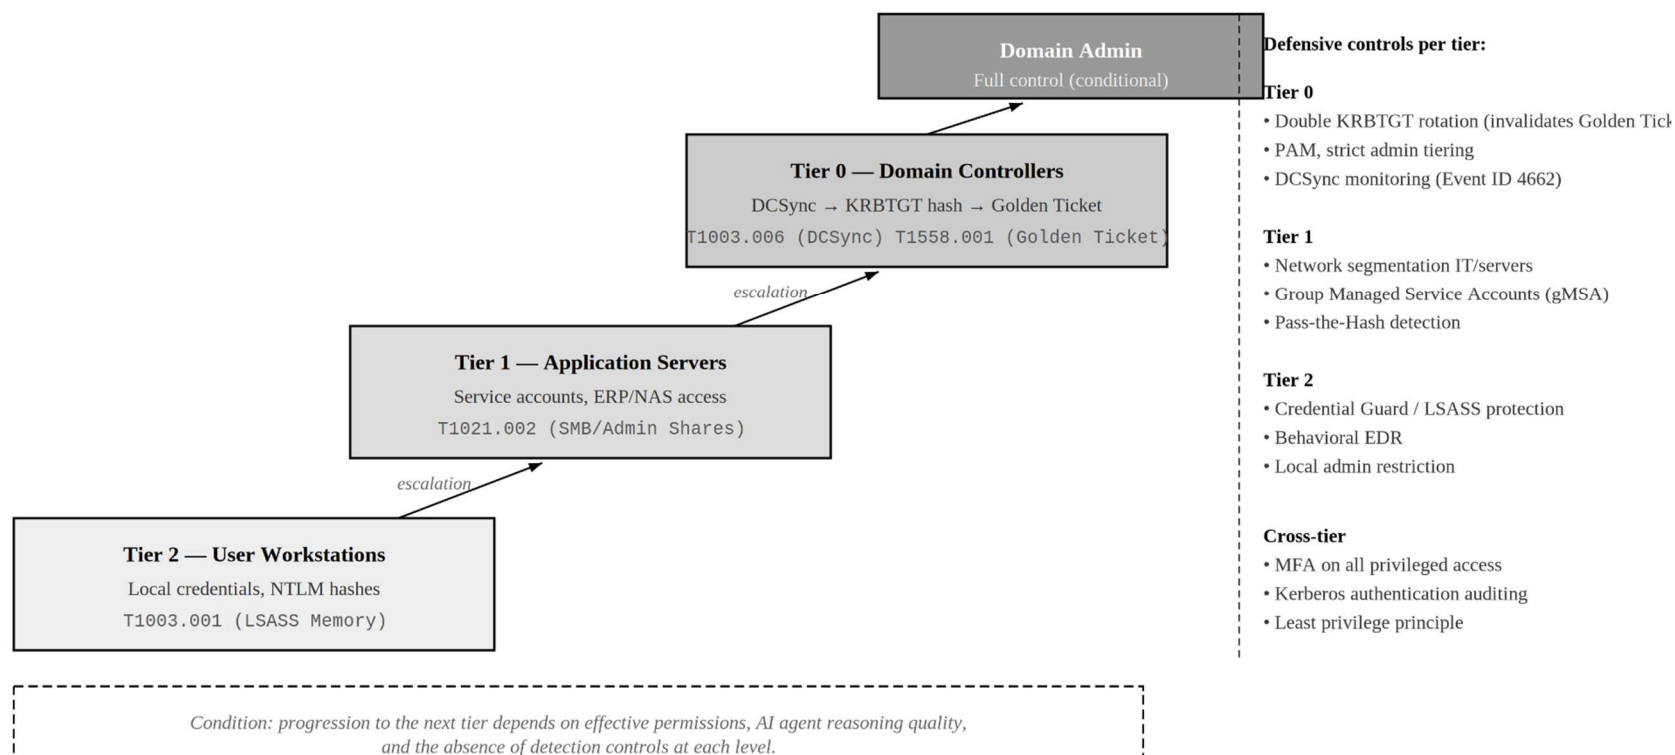 Domain Admin
Full control (conditional)
Tier 0 — Domain Controllers
DCSync → KRBTGT hash → Golden Ticket
T1003.006 (DCSync) T1558.001 (Golden Ticket)
escalation
Tier 1 — Application Servers
Service accounts, ERP/NAS access
T1021.002 (SMB/Admin Shares)
escalation
Tier 2 — User Workstations
Local credentials, NTLM hashes
T1003.001 (LSASS Memory)
Condition: progression to the next tier depends on effective permissions, AI agent reasoning quality,
and the absence of detection controls at each level.
Defensive controls per tier:
Tier 0
• Double KRBTGT rotation (invalidates Golden Tick
• PAM, strict admin tiering
• DCSync monitoring (Event ID 4662)
Tier 1
• Network segmentation IT/servers
• Group Managed Service Accounts (gMSA)
• Pass-the-Hash detection
Tier 2
• Credential Guard / LSASS protection
• Behavioral EDR
• Local admin restriction
Cross-tier
• MFA on all privileged access
• Kerberos authentication auditing
• Least privilege principle